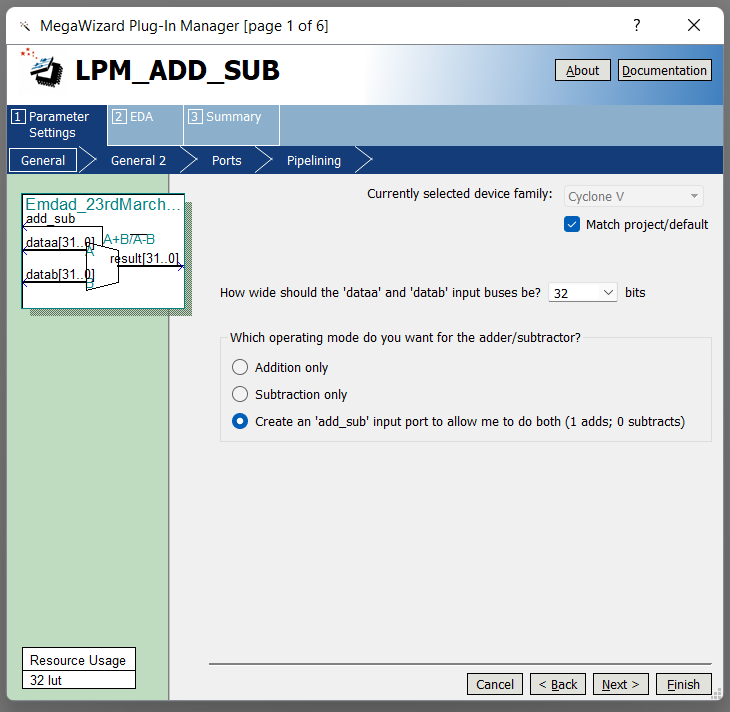 MegaWizard Plug-In Manager [page 1 of 6]
?
LPM_ADD_SUB
About
Documentation
1 Parameter Settings
2 EDA
3 Summary
General
General 2
Ports
Pipelining
Emdad_23rdMarch...
add_sub
dataa[31..0]
A+B/A-B
A
result[31..0]
datab[31..0]
B
Currently selected device family:
Cyclone V
Match project/default
How wide should the 'dataa' and 'datab' input buses be?
32
bits
Which operating mode do you want for the adder/subtractor?
Addition only
Subtraction only
Create an 'add_sub' input port to allow me to do both (1 adds; 0 subtracts)
Resource Usage
32 lut
Cancel
< Back
Next >
Finish